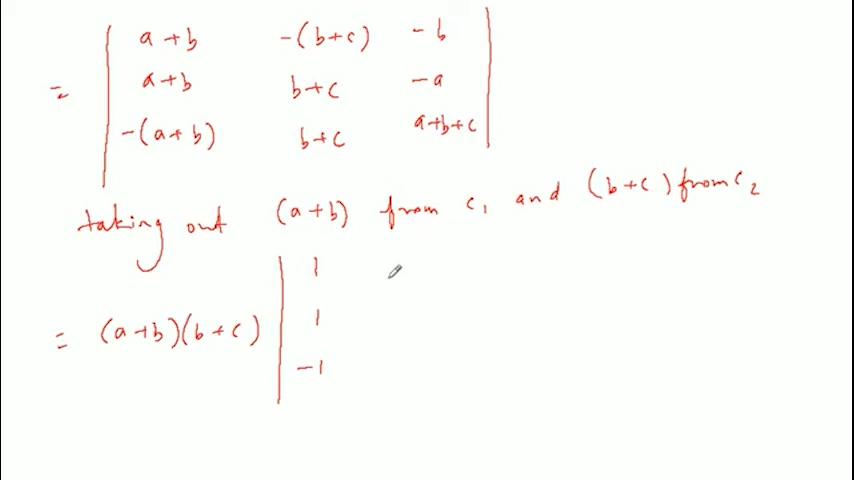 a+b -(b+c) -b
= a+b b+c -a
-(a+b) b+c a+b+c
taking out (a+b) from c₁ and (b+c) from c₂
1
= (a+b)(b+c) 1
-1